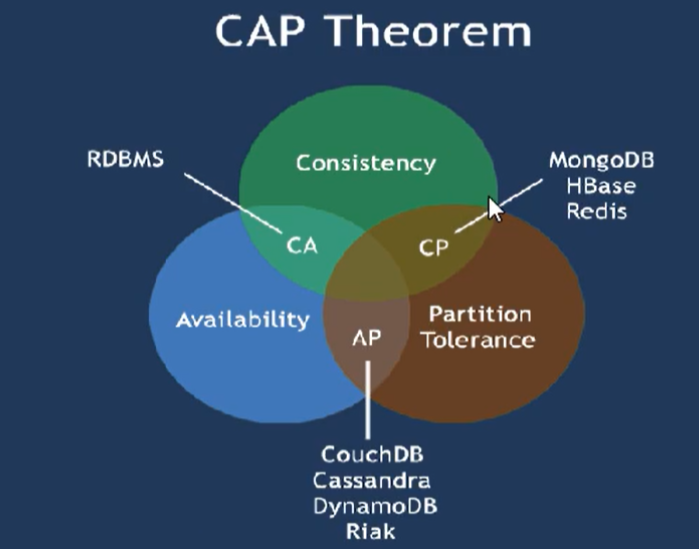 CAP Theorem
RDBMS
Consistency
MongoDB
HBase
Redis
CA
CP
Availability
Partition
Tolerance
AP
CouchDB
Cassandra
DynamoDB
Riak